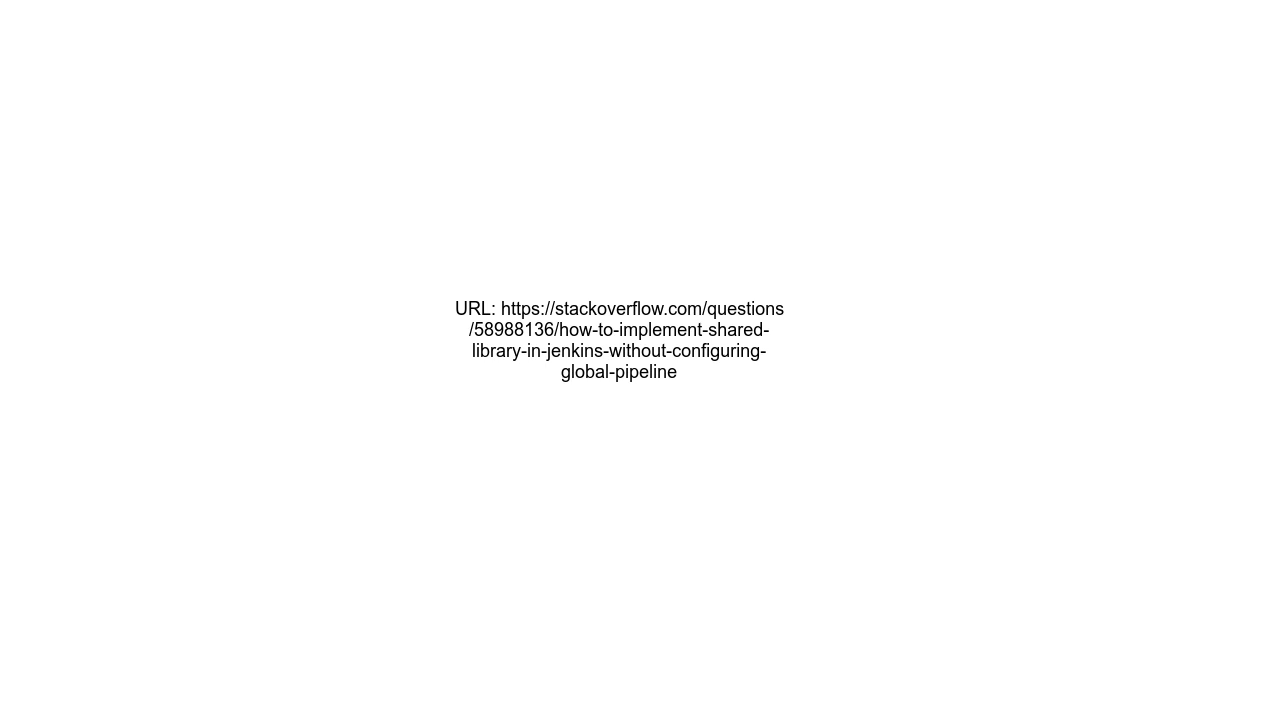 URL: https://stackoverflow.com/questions
/58988136/how-to-implement-shared-
library-in-jenkins-without-configuring-
global-pipeline